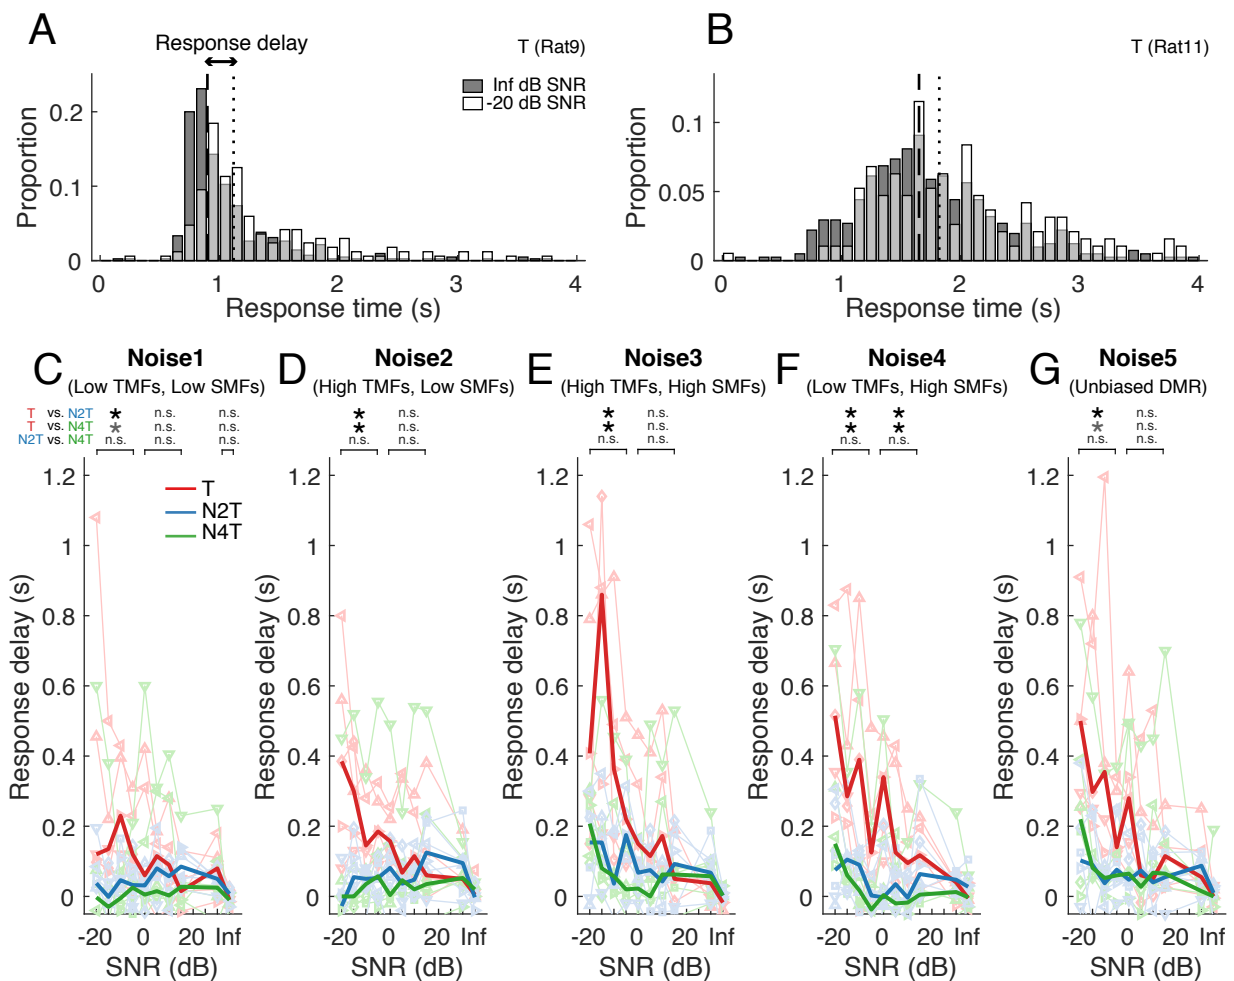 A
Response delay
T (Rat9)
Inf dB SNR
-20 dB SNR
Proportion
0.2
0.1
0
0 1 2 3 4
Response time (s)
B
T (Rat11)
Proportion
0.1
0.05
0
0 1 2 3 4
Response time (s)
C
Noise1
(Low TMFs, Low SMFs)
T vs. N2T * n.s. n.s.
T vs. N4T * n.s. n.s.
N2T vs. N4T n.s. n.s. n.s.
T
N2T
N4T
Response delay (s)
1.2
1
0.8
0.6
0.4
0.2
0
-20 0 20 Inf
SNR (dB)
D
Noise2
(High TMFs, Low SMFs)
* n.s.
* n.s.
n.s. n.s.
Response delay (s)
1.2
1
0.8
0.6
0.4
0.2
0
-20 0 20 Inf
SNR (dB)
E
Noise3
(High TMFs, High SMFs)
* n.s.
* n.s.
n.s. n.s.
Response delay (s)
1.2
1
0.8
0.6
0.4
0.2
0
-20 0 20 Inf
SNR (dB)
F
Noise4
(Low TMFs, High SMFs)
* *
* *
n.s. n.s.
Response delay (s)
1.2
1
0.8
0.6
0.4
0.2
0
-20 0 20 Inf
SNR (dB)
G
Noise5
(Unbiased DMR)
* n.s.
* n.s.
n.s. n.s.
Response delay (s)
1.2
1
0.8
0.6
0.4
0.2
0
-20 0 20 Inf
SNR (dB)